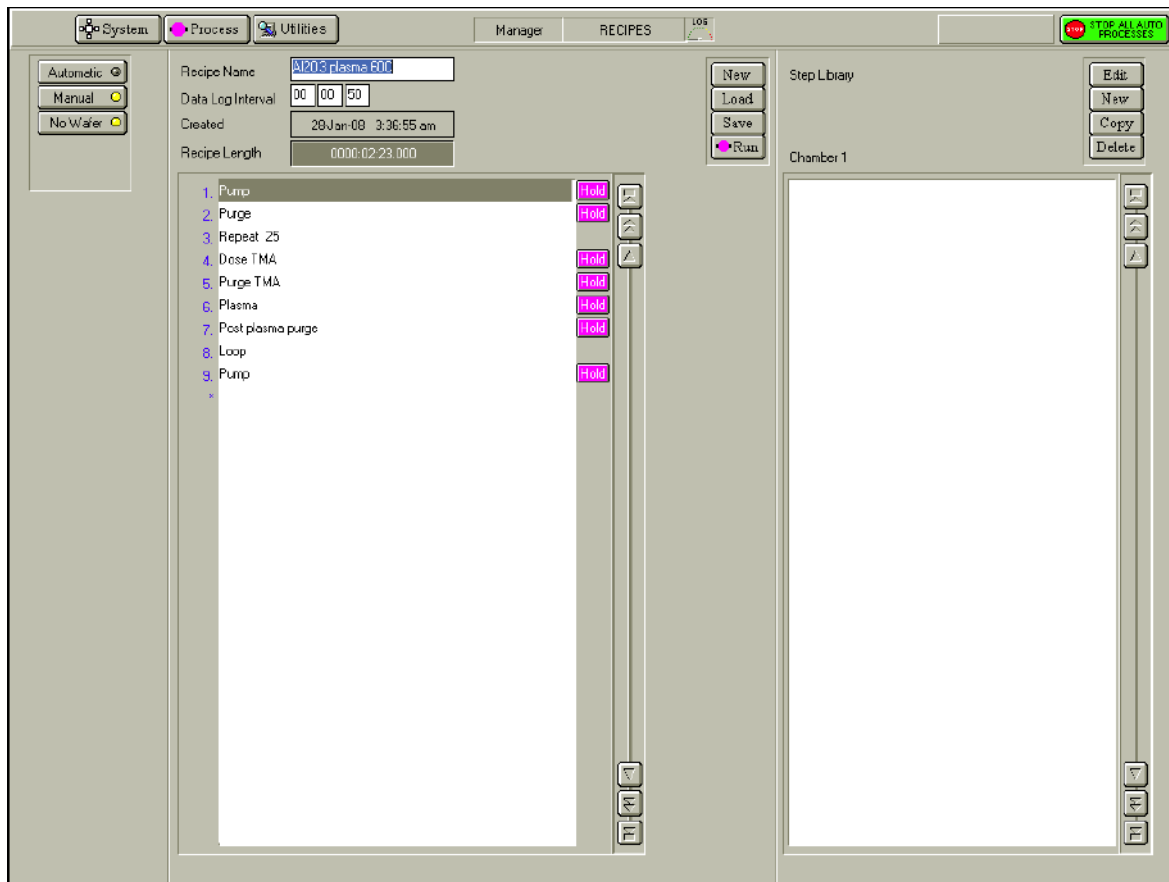 System Process Utilities Manager RECIPES LOG STOP STOP ALL AUTO PROCESSES
Automatic
Manual
No Wafer
Recipe Name Al2O3 plasma 60C
Data Log Interval 00 00 50
Created 28-Jan-08 3:36:55 am
Recipe Length 0000:02:23.000
New
Load
Save
Run
Step Library
Chamber 1
Edit
New
Copy
Delete
1. Pump Hold
2. Purge Hold
3. Repeat 25
4. Dose TMA Hold
5. Purge TMA Hold
6. Plasma Hold
7. Post plasma purge Hold
8. Loop
9. Pump Hold
*